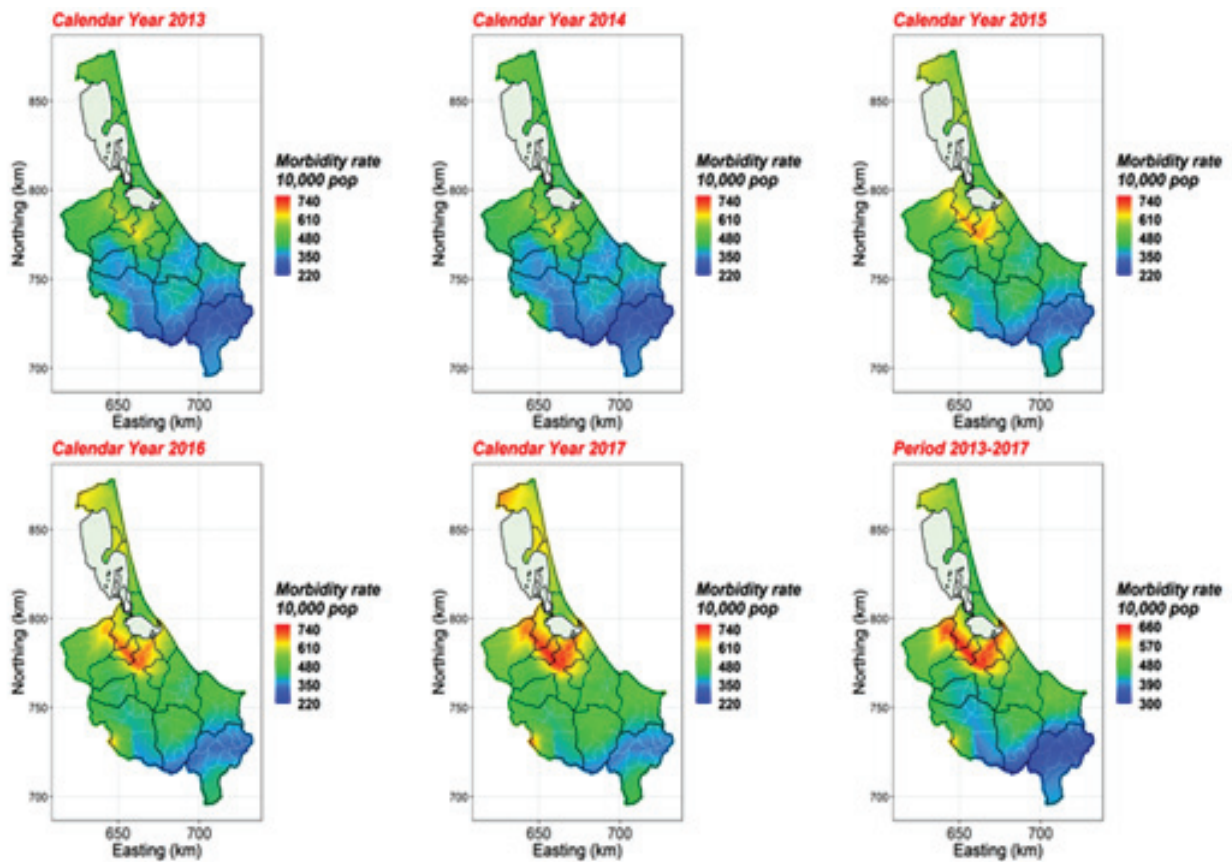 Calendar Year 2013
Calendar Year 2014
Calendar Year 2015
Northing (km)
850
800
750
700
650
700
Easting (km)
Morbidity rate
10,000 pop
740
610
480
350
220
Northing (km)
850
800
750
700
650
700
Easting (km)
Morbidity rate
10,000 pop
740
610
480
350
220
Northing (km)
850
800
750
700
650
700
Easting (km)
Morbidity rate
10,000 pop
740
610
480
350
220
Calendar Year 2016
Calendar Year 2017
Period 2013-2017
Northing (km)
850
800
750
700
650
700
Easting (km)
Morbidity rate
10,000 pop
740
610
480
350
220
Northing (km)
850
800
750
700
650
700
Easting (km)
Morbidity rate
10,000 pop
740
610
480
350
220
Northing (km)
850
800
750
700
650
700
Easting (km)
Morbidity rate
10,000 pop
660
570
480
390
300